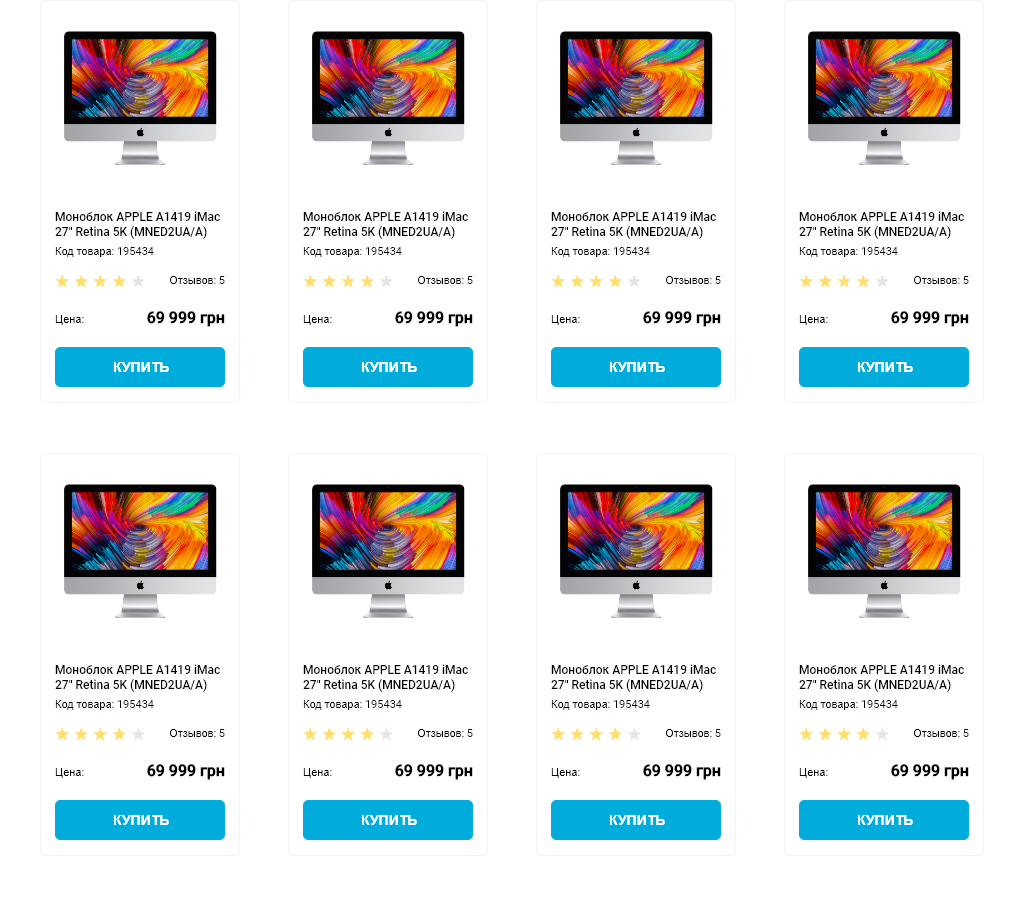 Моноблок APPLE A1419 iMac
27" Retina 5K (MNED2UA/A)
Код товара: 195434
Отзывов: 5
Цена: 69 999 грн
КУПИТЬ
Моноблок APPLE A1419 iMac
27" Retina 5K (MNED2UA/A)
Код товара: 195434
Отзывов: 5
Цена: 69 999 грн
КУПИТЬ
Моноблок APPLE A1419 iMac
27" Retina 5K (MNED2UA/A)
Код товара: 195434
Отзывов: 5
Цена: 69 999 грн
КУПИТЬ
Моноблок APPLE A1419 iMac
27" Retina 5K (MNED2UA/A)
Код товара: 195434
Отзывов: 5
Цена: 69 999 грн
КУПИТЬ
Моноблок APPLE A1419 iMac
27" Retina 5K (MNED2UA/A)
Код товара: 195434
Отзывов: 5
Цена: 69 999 грн
КУПИТЬ
Моноблок APPLE A1419 iMac
27" Retina 5K (MNED2UA/A)
Код товара: 195434
Отзывов: 5
Цена: 69 999 грн
КУПИТЬ
Моноблок APPLE A1419 iMac
27" Retina 5K (MNED2UA/A)
Код товара: 195434
Отзывов: 5
Цена: 69 999 грн
КУПИТЬ
Моноблок APPLE A1419 iMac
27" Retina 5K (MNED2UA/A)
Код товара: 195434
Отзывов: 5
Цена: 69 999 грн
КУПИТЬ